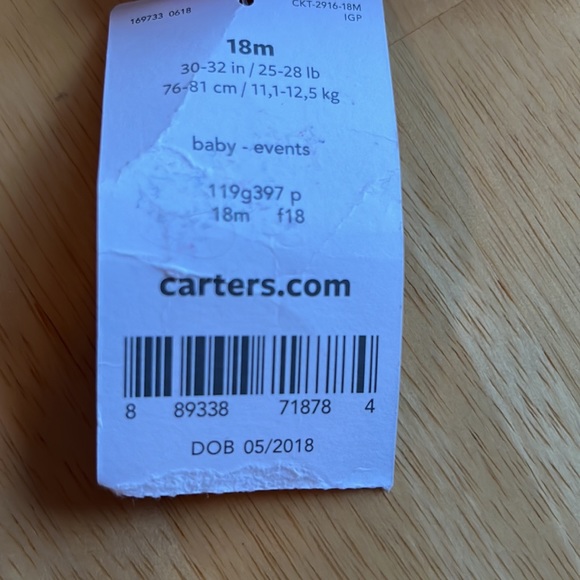 169733 0618
CKT-2916-18M
IGP
18m
30-32 in / 25-28 lb
76-81 cm / 11,1-12,5 kg
baby - events
119g397 p
18m f18
carters.com
8 89338 71878 4
DOB 05/2018